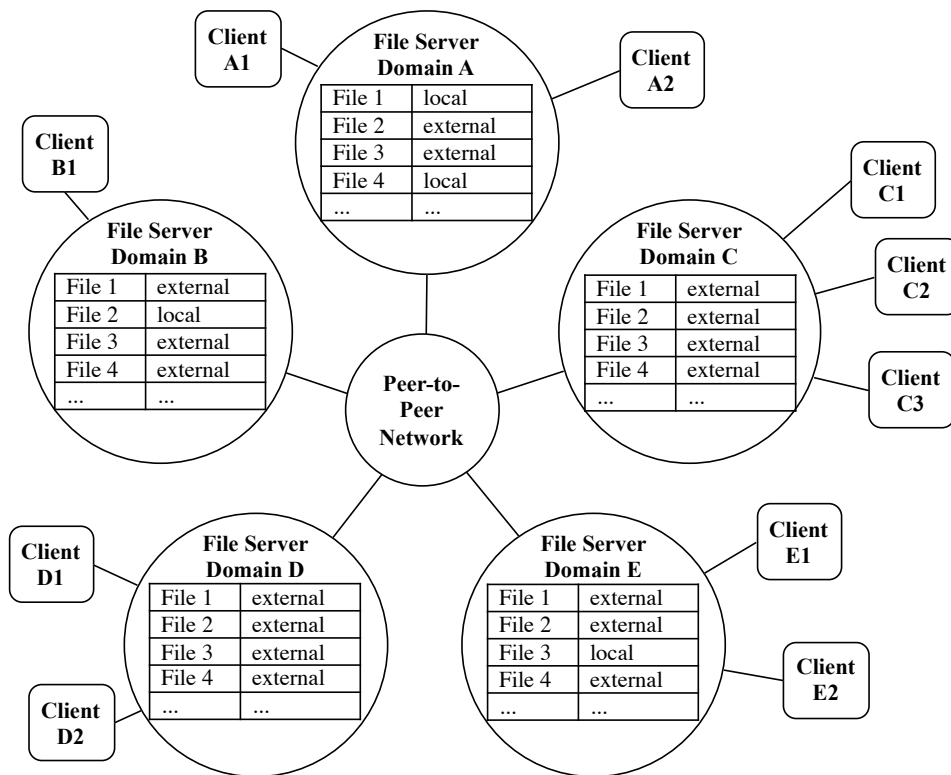 Client
A1
File Server
Domain A
File 1 local
File 2 external
File 3 external
File 4 local
... ...
Client
A2
Client
B1
File Server
Domain B
File 1 external
File 2 local
File 3 external
File 4 external
... ...
File Server
Domain C
File 1 external
File 2 external
File 3 external
File 4 external
... ...
Client
C1
Client
C2
Client
C3
Peer-to-
Peer
Network
Client
D1
Client
D2
File Server
Domain D
File 1 external
File 2 external
File 3 external
File 4 external
... ...
File Server
Domain E
File 1 external
File 2 external
File 3 local
File 4 external
... ...
Client
E1
Client
E2